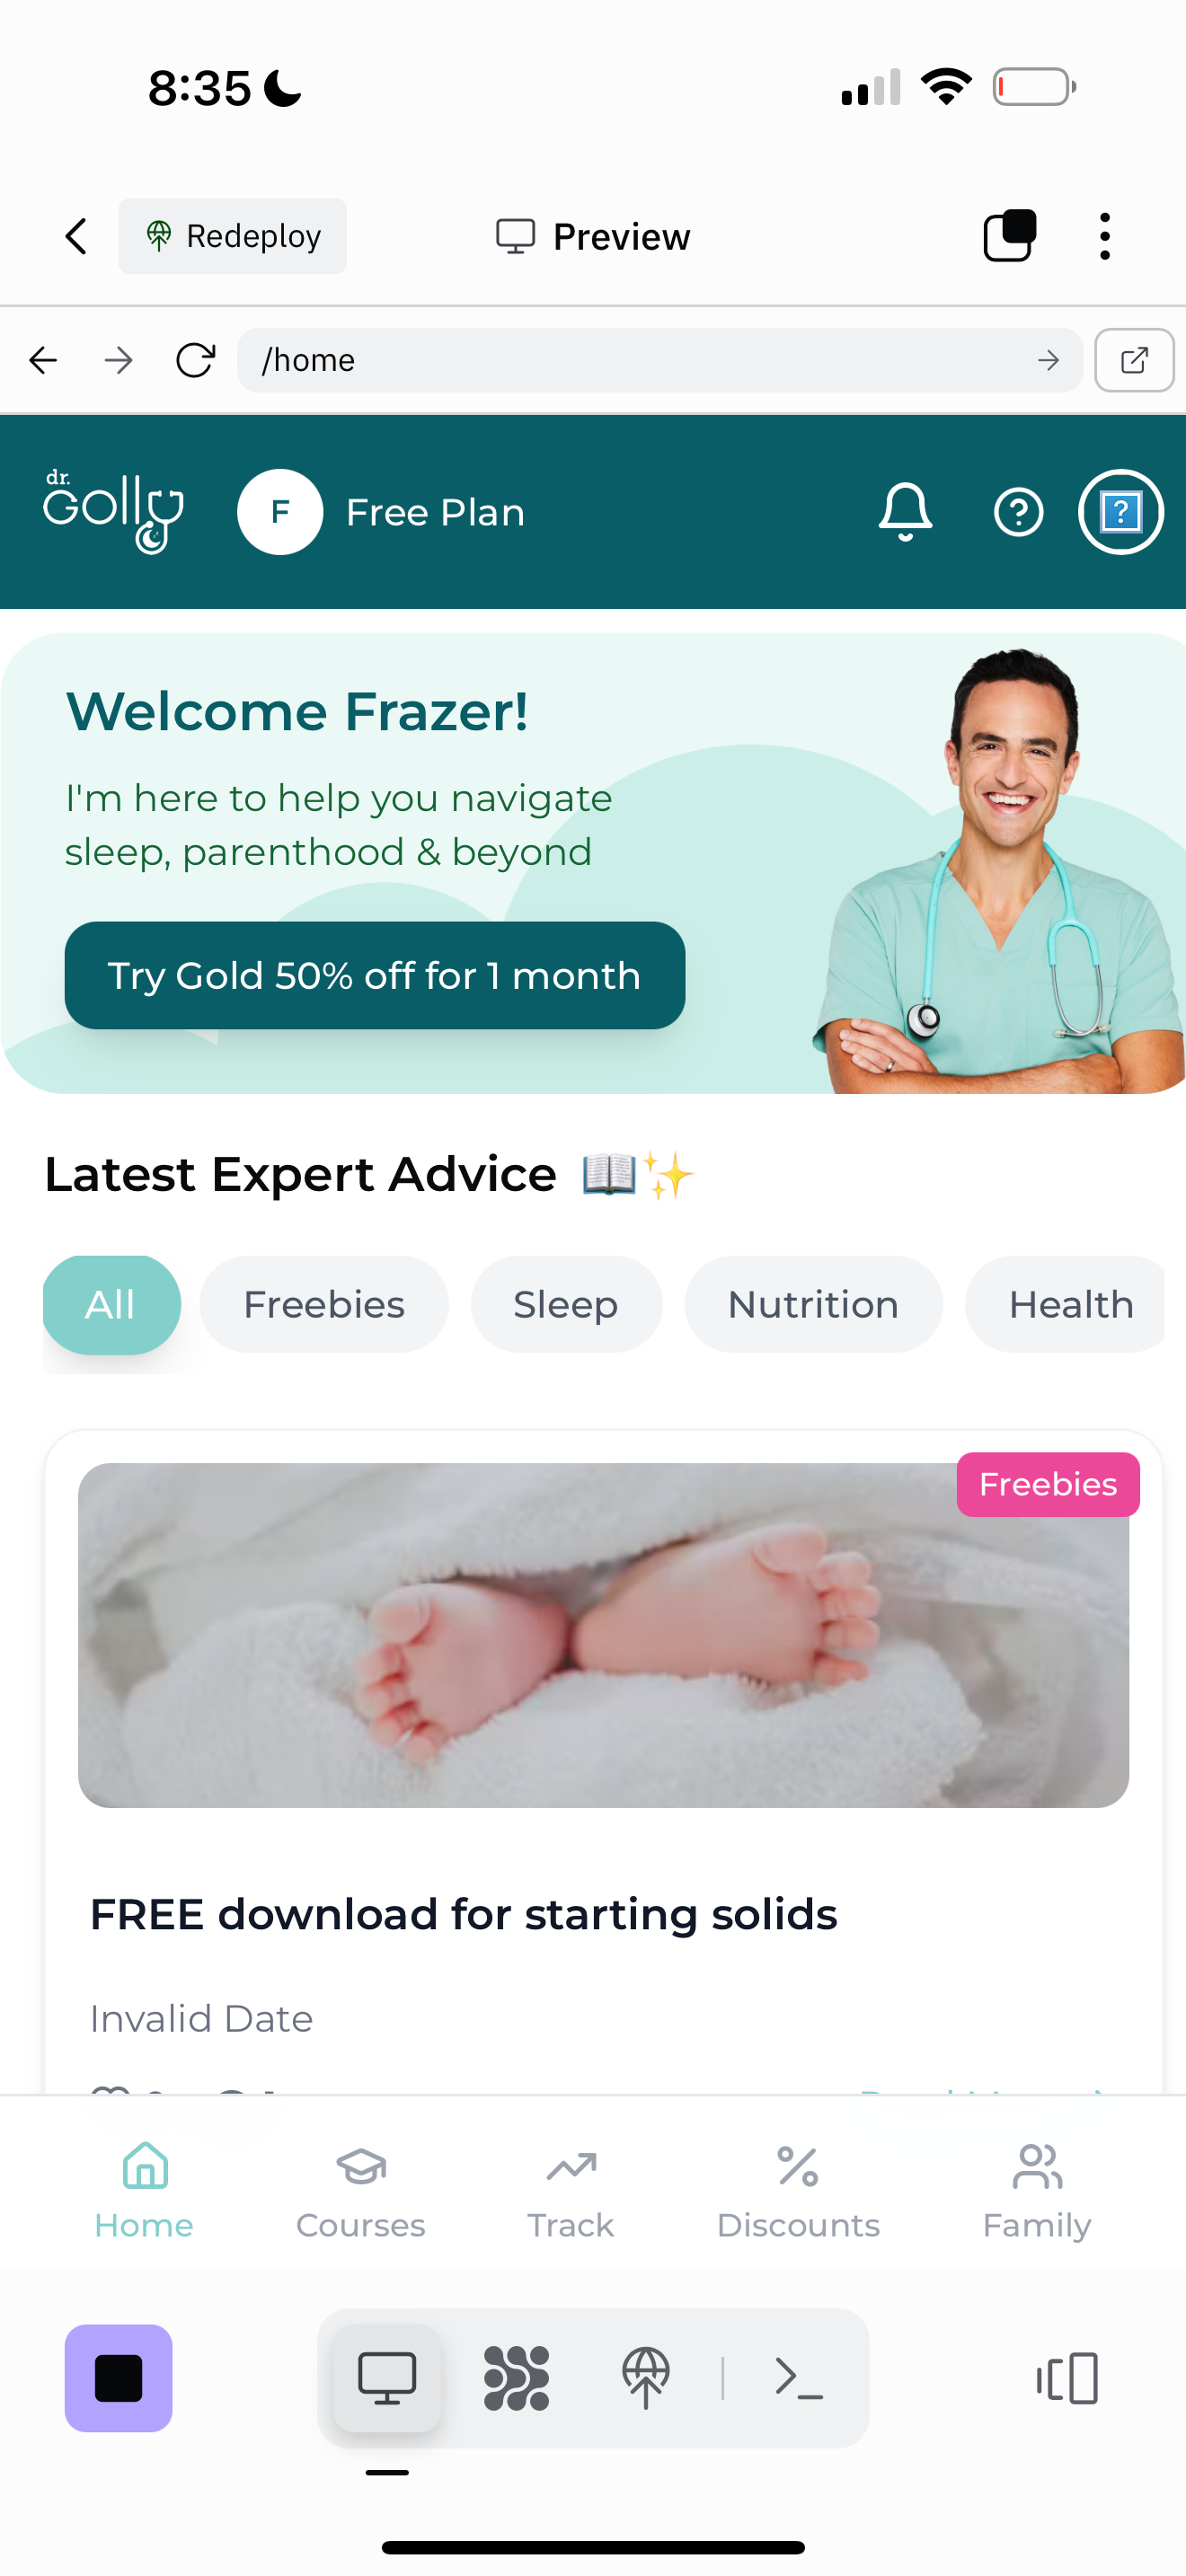 8:35
Redeploy
Preview
/home
dr.
Golly
F
Free Plan
?
?
Welcome Frazer!
I'm here to help you navigate
sleep, parenthood & beyond
Try Gold 50% off for 1 month
Latest Expert Advice 📖✨
All
Freebies
Sleep
Nutrition
Health
Freebies
FREE download for starting solids
Invalid Date
Home
Courses
Track
Discounts
Family